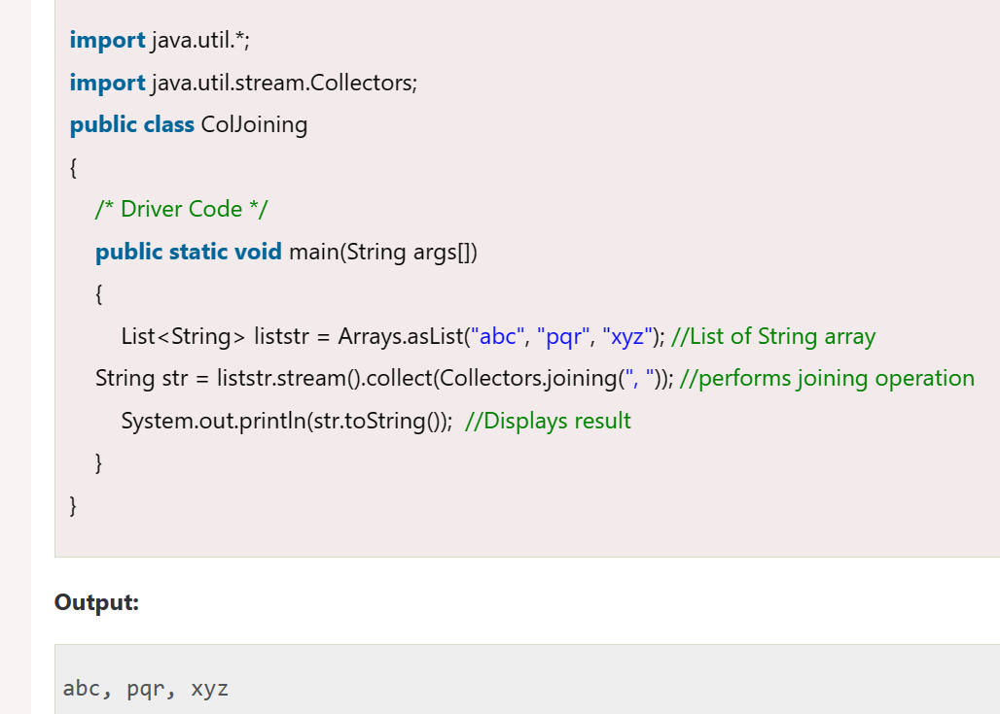 import java.util.*;
import java.util.stream.Collectors;
public class ColJoining
{
/* Driver Code */
public static void main(String args[])
{
List<String> liststr = Arrays.asList("abc", "pqr", "xyz"); //List of String array
String str = liststr.stream().collect(Collectors.joining(", ")); //performs joining operation
System.out.println(str.toString());  //Displays result
}
}
Output:
abc, pqr, xyz